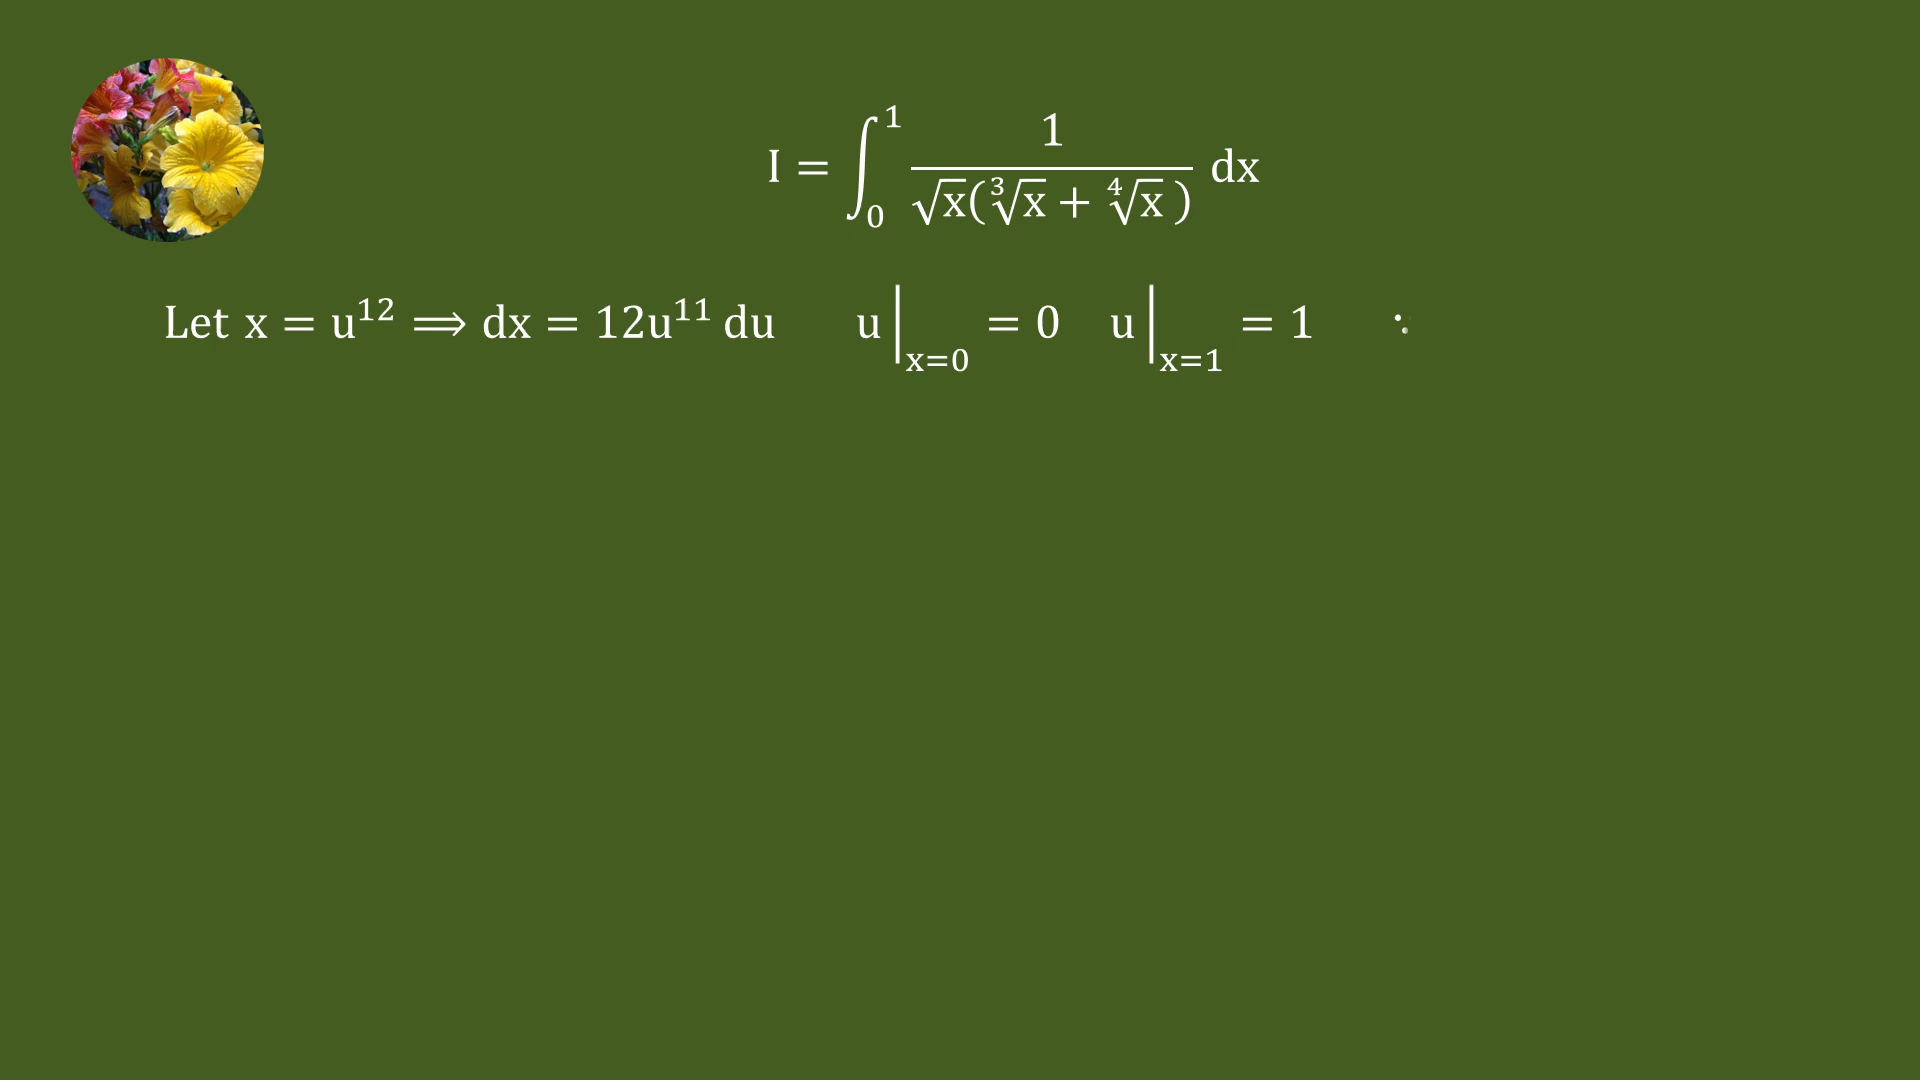 I = ∫₀¹ 1 / (√x(∛x + ∜x)) dx
Let x = u¹² ⟹ dx = 12u¹¹ du u|ₓ₌₀ = 0 u|ₓ₌₁ = 1